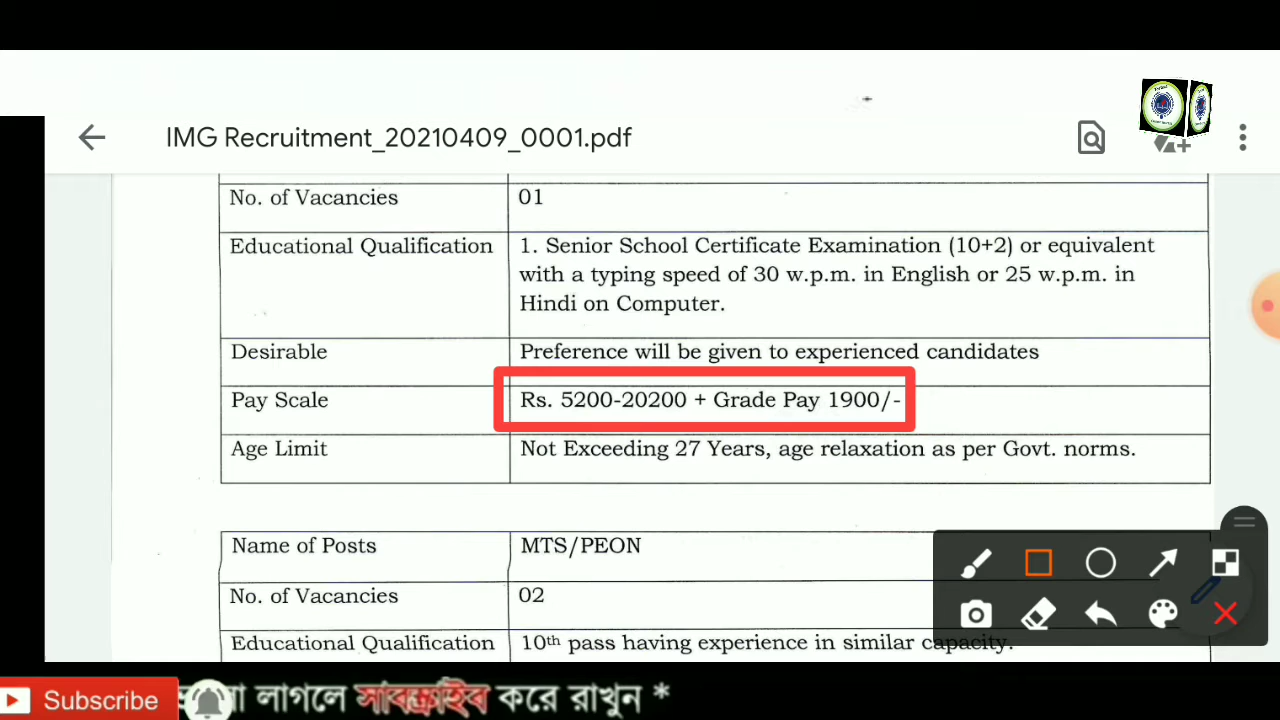 IMG Recruitment_20210409_0001.pdf
No. of Vacancies 01
Educational Qualification 1. Senior School Certificate Examination (10+2) or equivalent
with a typing speed of 30 w.p.m. in English or 25 w.p.m. in
Hindi on Computer.
Desirable Preference will be given to experienced candidates
Pay Scale Rs. 5200-20200 + Grade Pay 1900/-
Age Limit Not Exceeding 27 Years, age relaxation as per Govt. norms.
Name of Posts MTS/PEON
No. of Vacancies 02
Educational Qualification 10th pass having experience in similar capacity.
Subscribe লাগলে সাবস্ক্রাইব করে রাখুন *